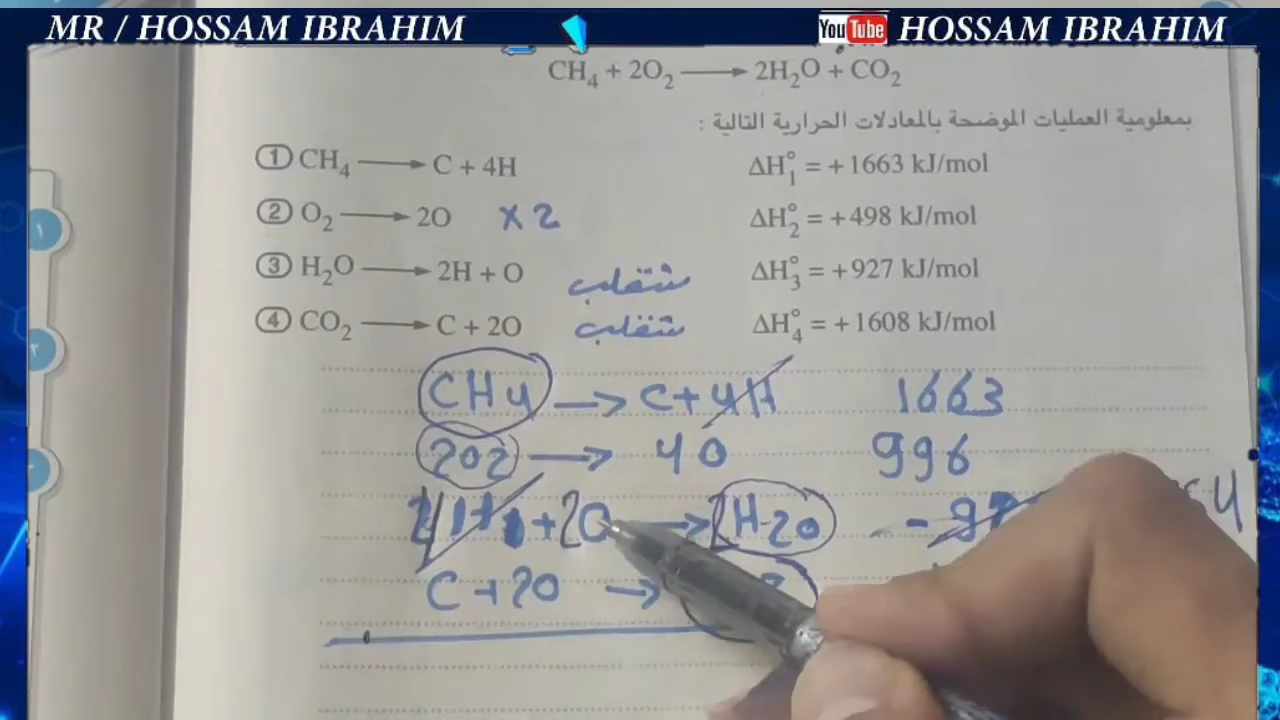 MR / HOSSAM IBRAHIM
YouTube HOSSAM IBRAHIM
CH₄ + 2O₂ → 2H₂O + CO₂
بمعلومية العمليات الموضحة بالمعادلات الحرارية التالية :
① CH₄ → C + 4H ΔH°₁ = +1663 kJ/mol
② O₂ → 2O ×2 ΔH°₂ = +498 kJ/mol
③ H₂O → 2H + O ΔH°₃ = +927 kJ/mol
④ CO₂ → C + 2O ΔH°₄ = +1608 kJ/mol
CH4 → C + 4H 1663
2O2 → 4O 996
+ 2O → 2H2O
C + 2O →
١
٢